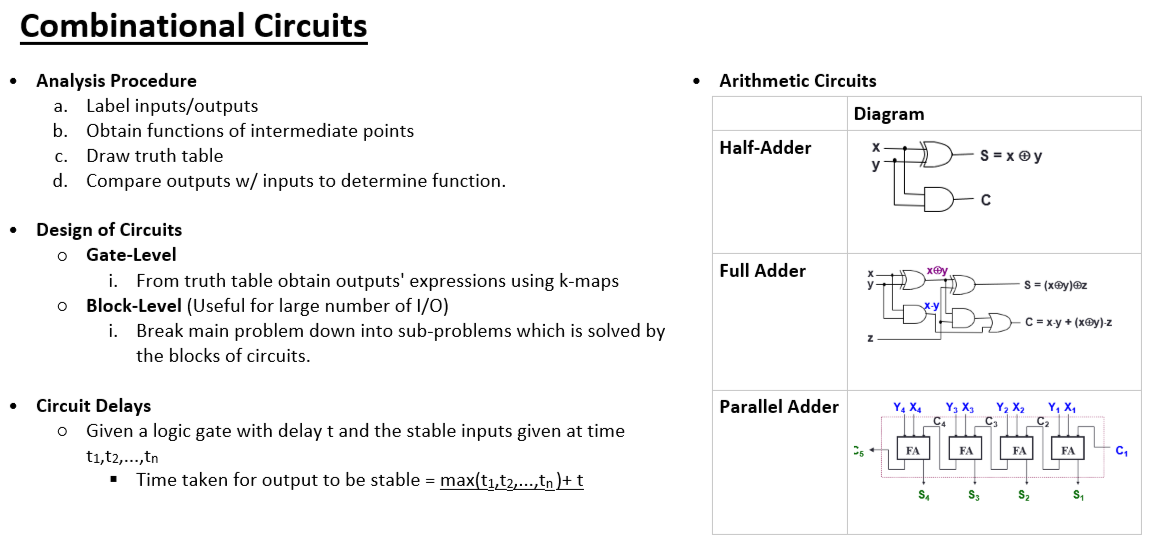 Combinational Circuits
• Analysis Procedure
a. Label inputs/outputs
b. Obtain functions of intermediate points
c. Draw truth table
d. Compare outputs w/ inputs to determine function.
• Design of Circuits
o Gate-Level
i. From truth table obtain outputs' expressions using k-maps
o Block-Level (Useful for large number of I/O)
i. Break main problem down into sub-problems which is solved by
the blocks of circuits.
• Circuit Delays
o Given a logic gate with delay t and the stable inputs given at time
t1,t2,...,tn
▪ Time taken for output to be stable = max(t1,t2,...,tn)+ t
• Arithmetic Circuits
Diagram
Half-Adder
x
y
S = x ⊕ y
C
Full Adder
x
y
x⊕y
S = (x⊕y)⊕z
x·y
C = x·y + (x⊕y)·z
z
Parallel Adder
Y4 X4 Y3 X3 Y2 X2 Y1 X1
C4 C3 C2
C5 FA FA FA FA C1
S4 S3 S2 S1